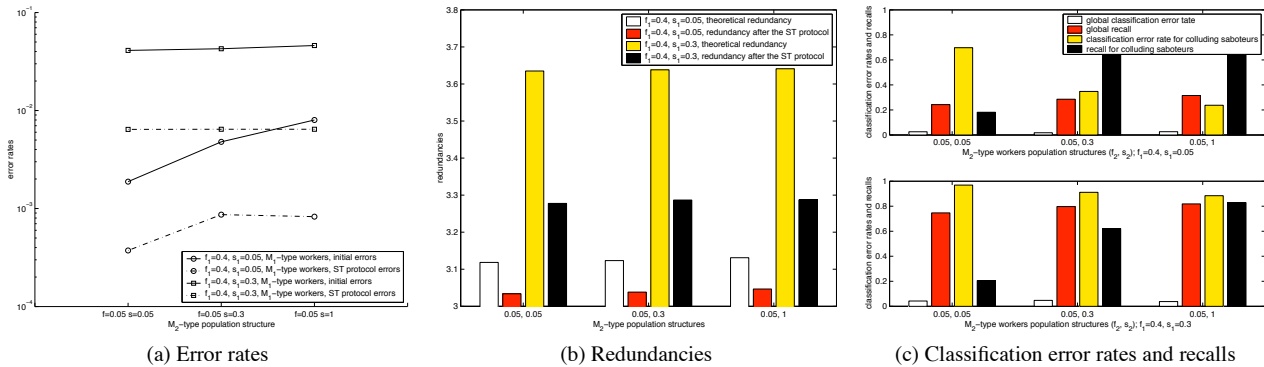 10⁻¹
10⁻²
10⁻³
10⁻⁴
error rates
f=0.05 s=0.05
f=0.05 s=0.3
f=0.05 s=1
M₂-type population structure
f₁=0.4, s₁=0.05, M₁-type workers, initial errors
f₁=0.4, s₁=0.05, M₁-type workers, ST protocol errors
f₁=0.4, s₁=0.3, M₁-type workers, initial errors
f₁=0.4, s₁=0.3, M₁-type workers, ST protocol errors
(a) Error rates
3.8
3.7
3.6
3.5
3.4
3.3
3.2
3.1
3
redundancies
0.05, 0.05
0.05, 0.3
0.05, 1
M₂-type population structures
f₁=0.4, s₁=0.05, theoretical redundancy
f₁=0.4, s₁=0.05, redundancy after the ST protocol
f₁=0.4, s₁=0.3, theoretical redundancy
f₁=0.4, s₁=0.3, redundancy after the ST protocol
(b) Redundancies
global classification error rate
global recall
classification error rate for colluding saboteurs
recall for colluding saboteurs
1
0.8
0.6
0.4
0.2
0
classification error rates and recalls
0.05, 0.05
0.05, 0.3
0.05, 1
M₂-type workers population structures (f₂, s₂); f₁=0.4, s₁=0.05
1
0.8
0.6
0.4
0.2
0
classification error rates and recalls
0.05, 0.05
0.05, 0.3
0.05, 1
M₂-type workers population structures (f₂, s₂); f₁=0.4, s₁=0.3
(c) Classification error rates and recalls